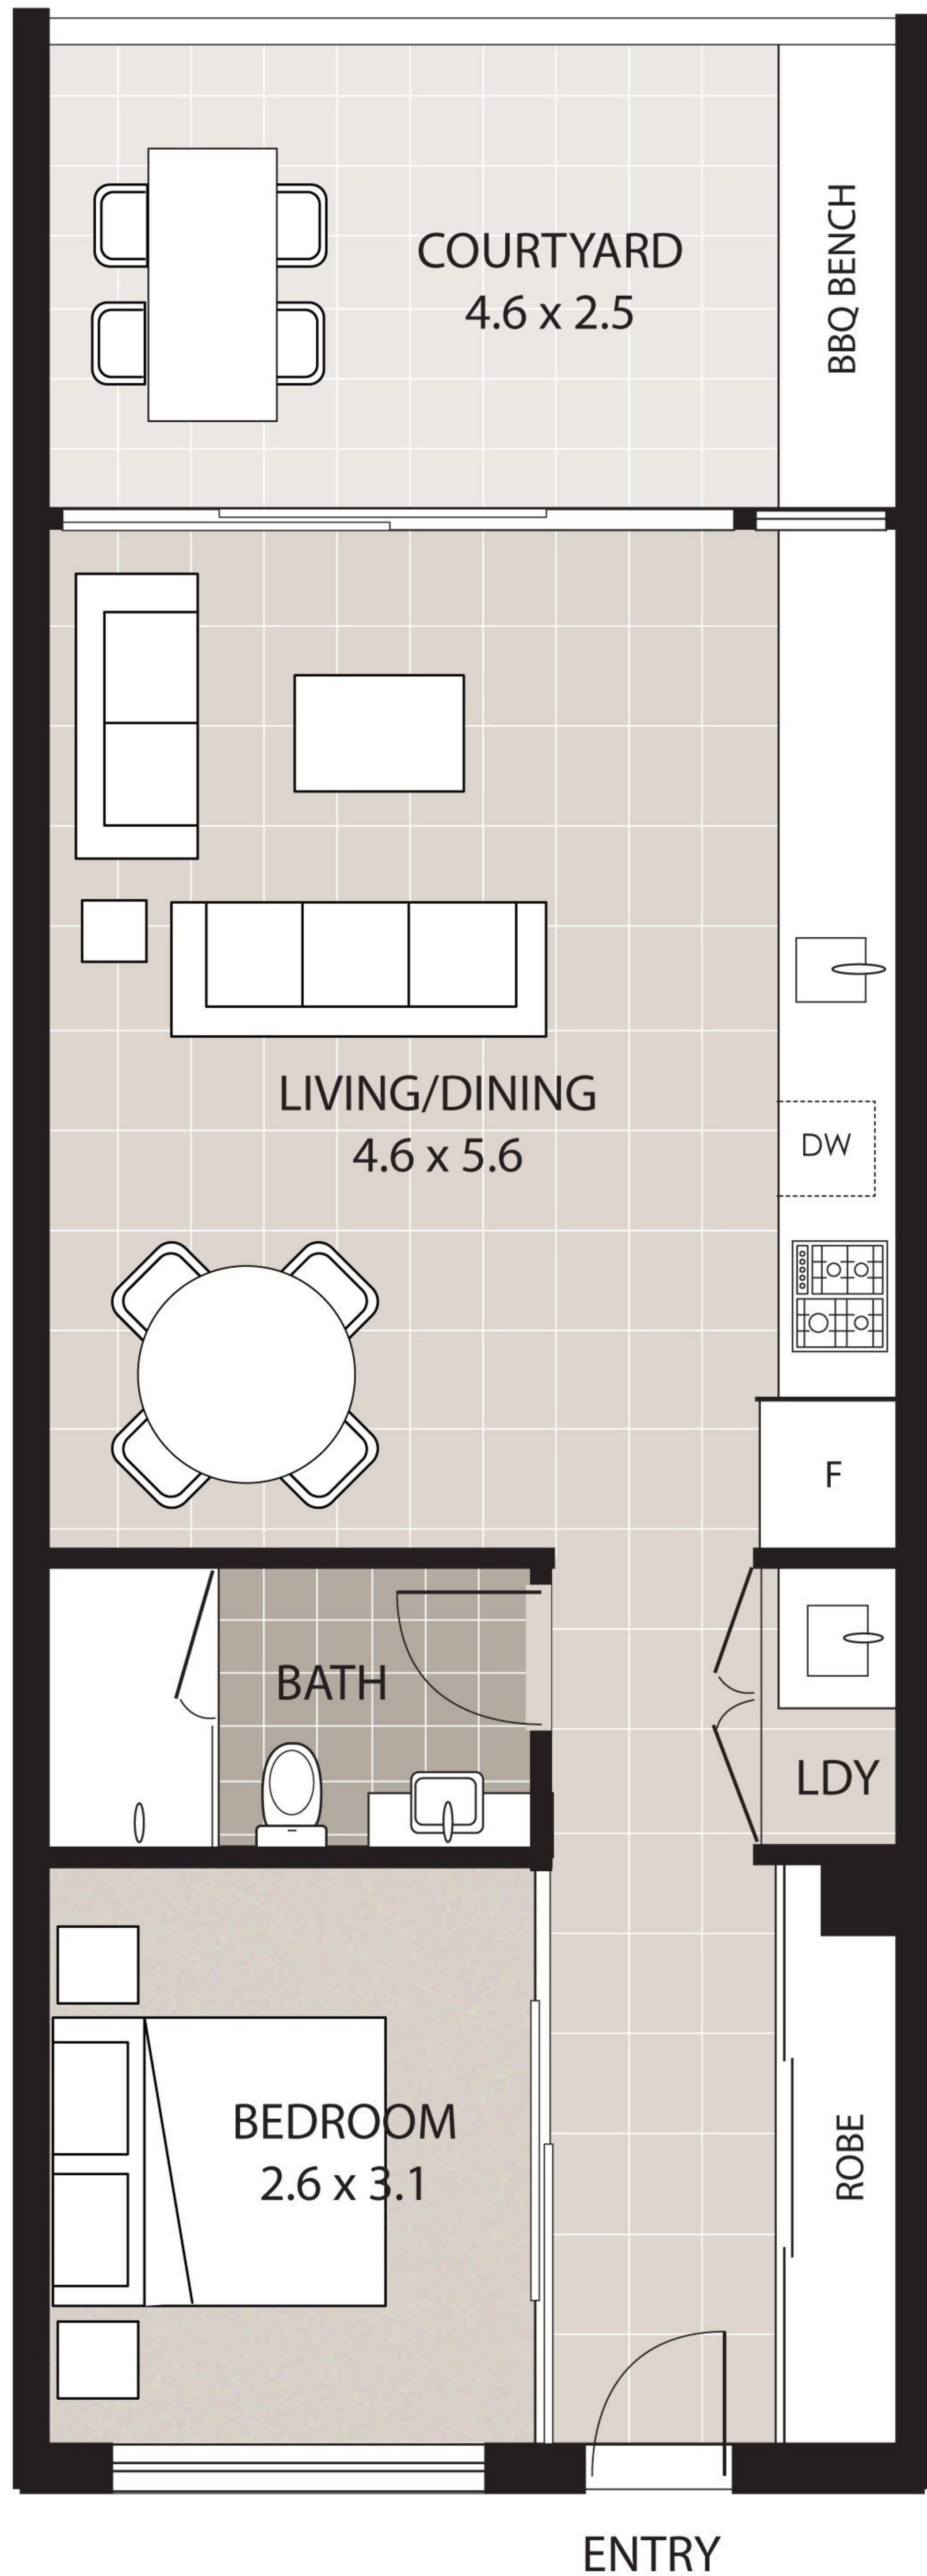 COURTYARD
4.6 x 2.5
BBQ BENCH
LIVING/DINING
4.6 x 5.6
DW
F
BATH
LDY
BEDROOM
2.6 x 3.1
ROBE
ENTRY